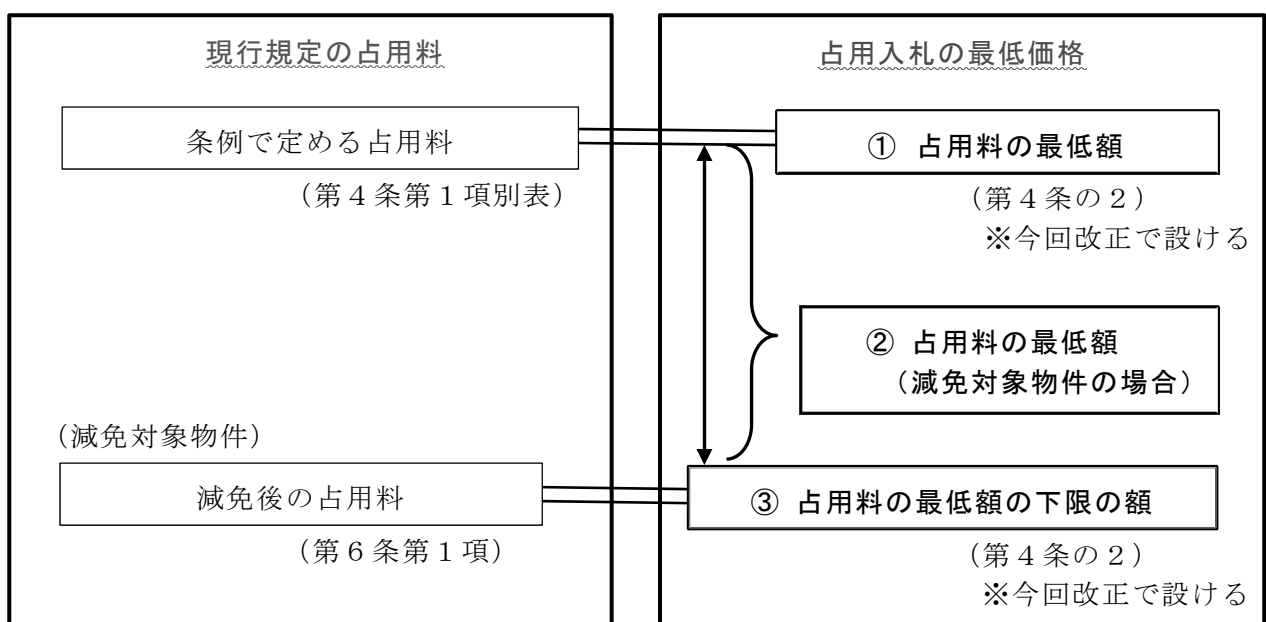 現行規定の占用料
条例で定める占用料
（第４条第１項別表）
（減免対象物件）
減免後の占用料
（第６条第１項）
占用入札の最低価格
① 占用料の最低額
（第４条の２）
※今回改正で設ける
② 占用料の最低額
（減免対象物件の場合）
③ 占用料の最低額の下限の額
（第４条の２）
※今回改正で設ける